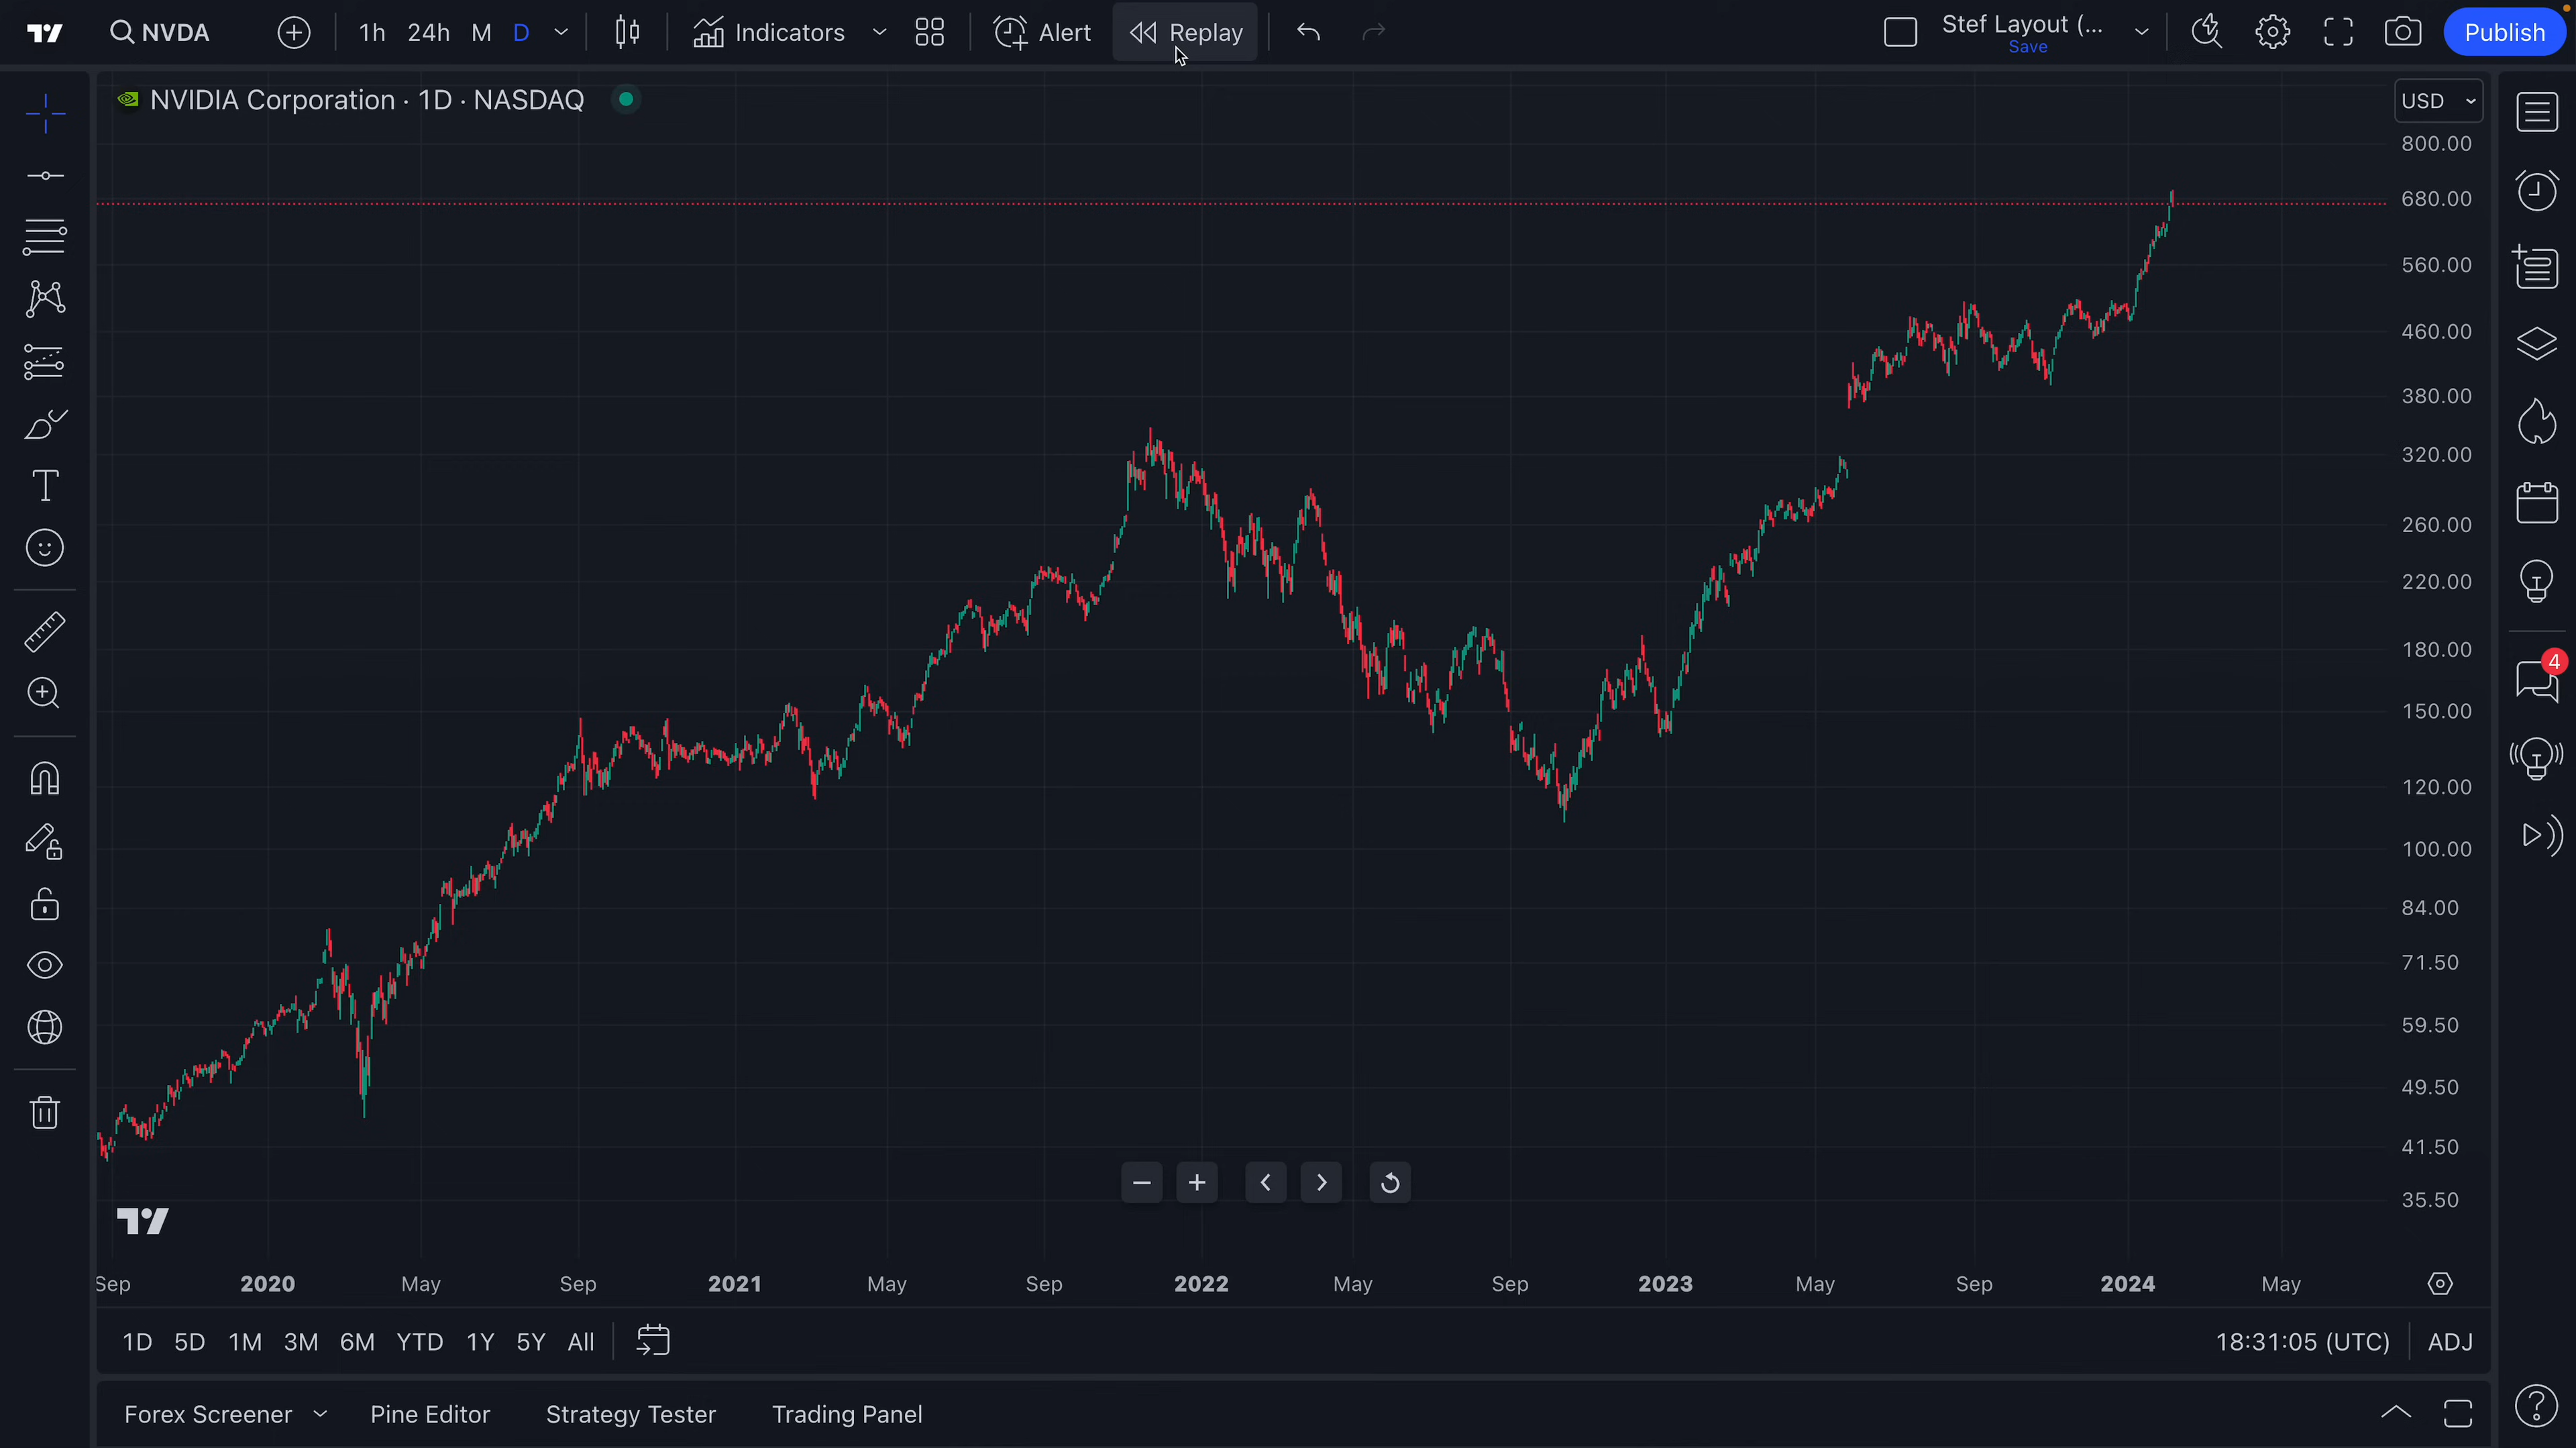 NVDA
1h 24h M D
Indicators
Alert
Replay
Stef Layout (...
Save
Publish
NVIDIA Corporation · 1D · NASDAQ
USD
800.00
680.00
560.00
460.00
380.00
320.00
260.00
220.00
180.00
150.00
120.00
100.00
84.00
71.50
59.50
49.50
41.50
35.50
4
Sep 2020 May Sep 2021 May Sep 2022 May Sep 2023 May Sep 2024 May
1D 5D 1M 3M 6M YTD 1Y 5Y All
18:31:05 (UTC) ADJ
Forex Screener Pine Editor Strategy Tester Trading Panel